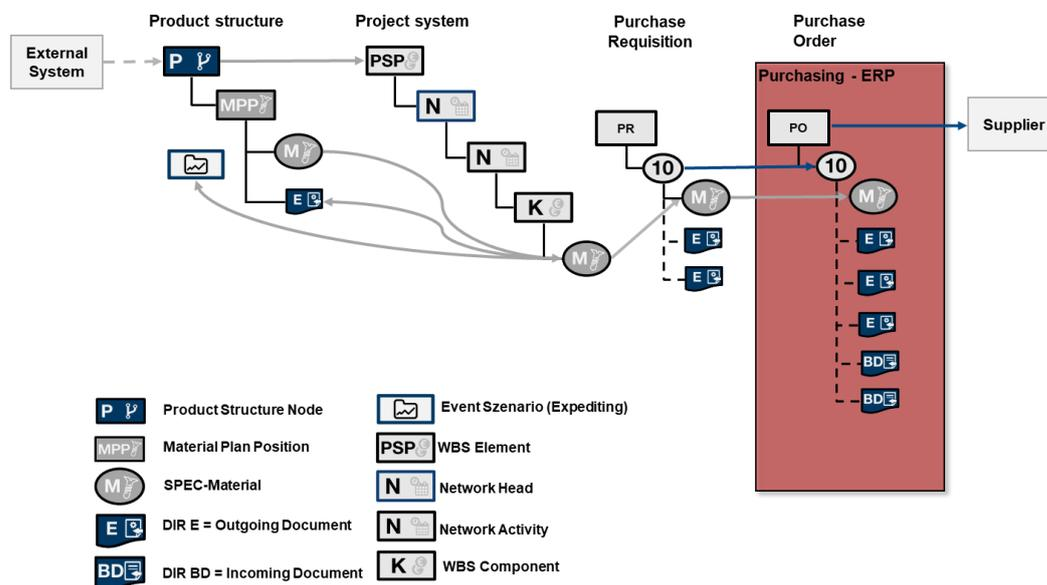 Product structure
Project system
Purchase
Requisition
Purchase
Order
External
System
P
PSP
Purchasing - ERP
MPP
N
PR
PO
Supplier
M
N
10
10
E
K
M
M
M
E
E
E
E
E
BD
BD
P
Product Structure Node
Event Szenario (Expediting)
MPP
Material Plan Position
PSP
WBS Element
M
SPEC-Material
N
Network Head
E
DIR E = Outgoing Document
N
Network Activity
BD
DIR BD = Incoming Document
K
WBS Component